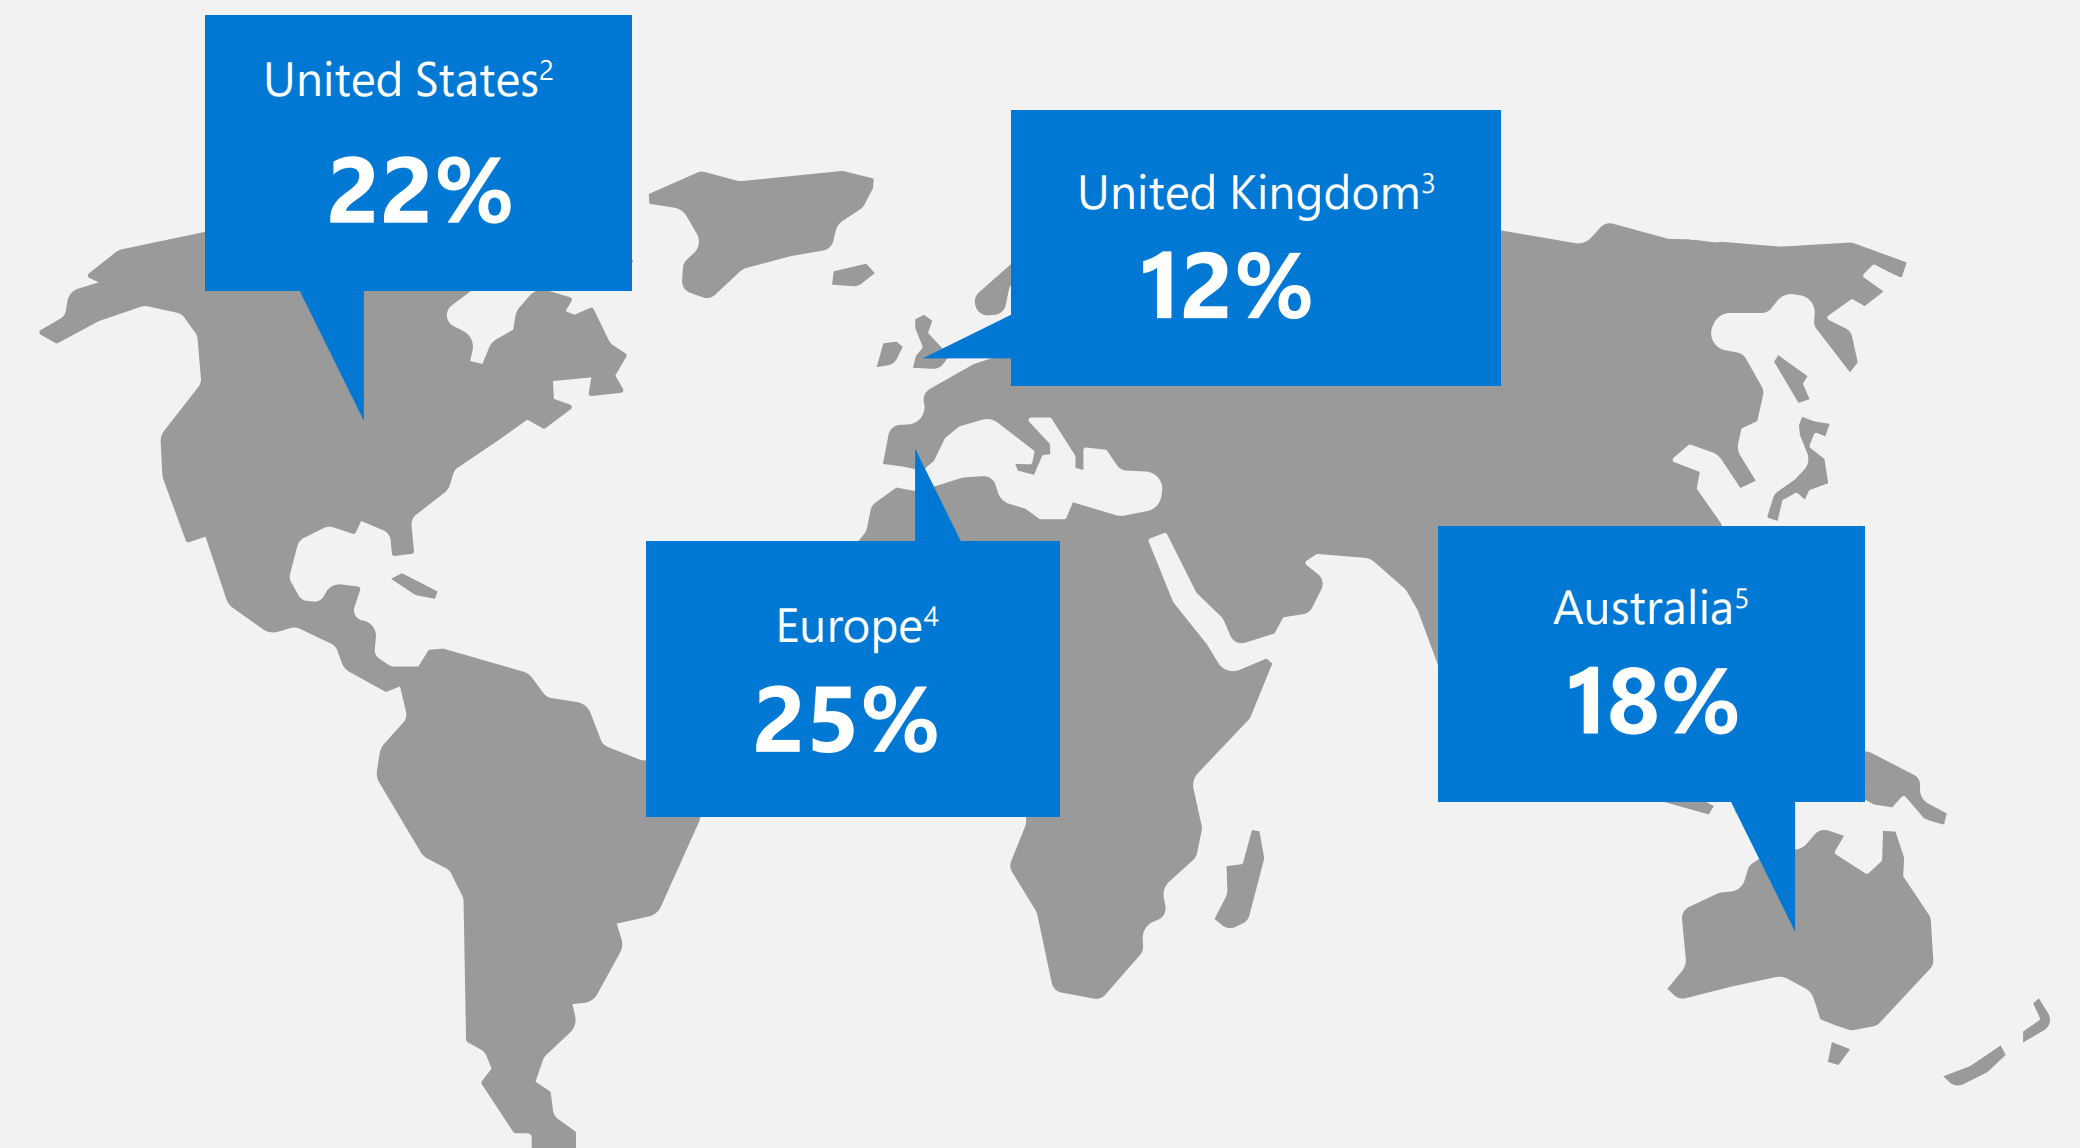 United States²
22%
United Kingdom³
12%
Europe⁴
25%
Australia⁵
18%